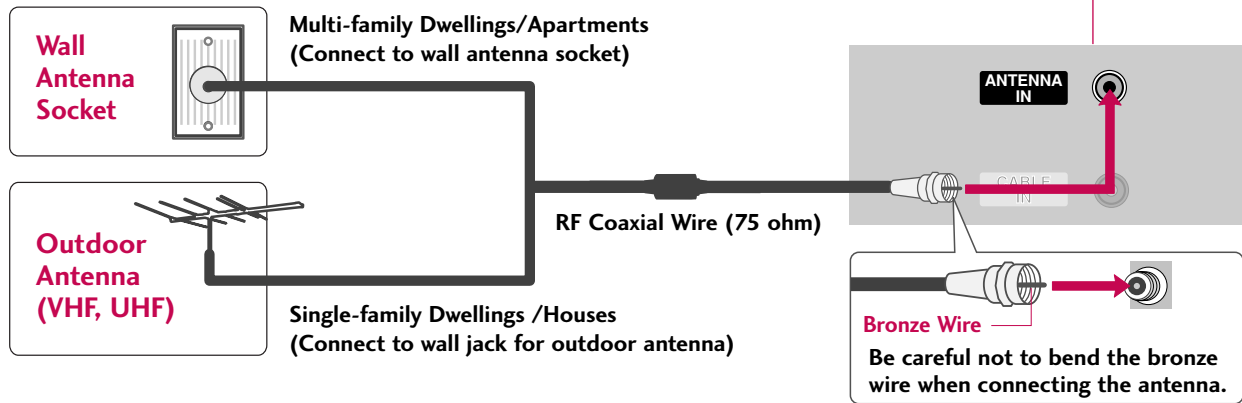 Wall
Antenna
Socket
Multi-family Dwellings/Apartments
(Connect to wall antenna socket)
ANTENNA
IN
CABLE
IN
RF Coaxial Wire (75 ohm)
Outdoor
Antenna
(VHF, UHF)
Single-family Dwellings /Houses
(Connect to wall jack for outdoor antenna)
Bronze Wire
Be careful not to bend the bronze
wire when connecting the antenna.